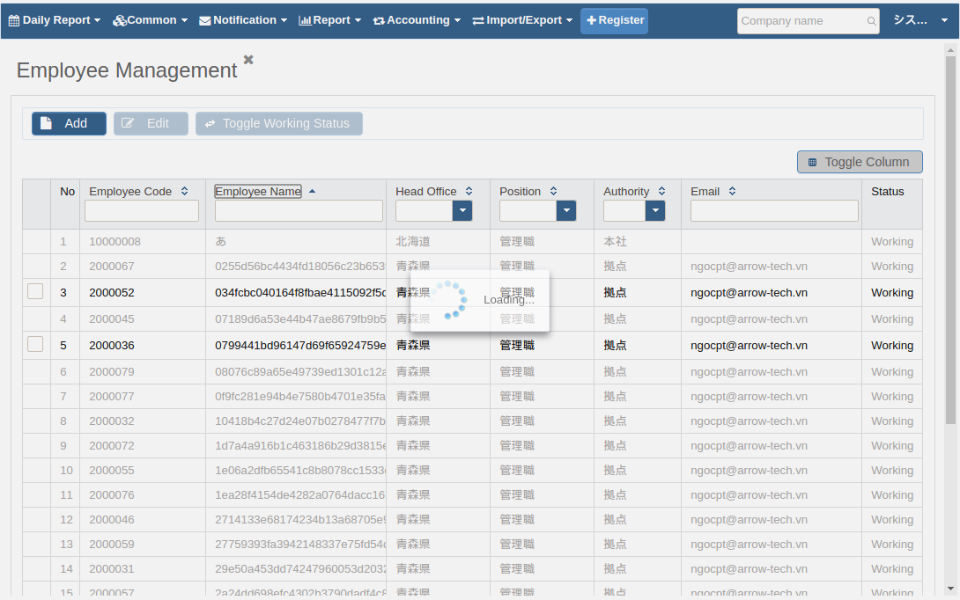 Daily Report Common Notification Report Accounting Import/Export Register Company name シス...
Employee Management
Add Edit Toggle Working Status
Toggle Column
No Employee Code Employee Name Head Office Position Authority Email Status
1 10000008 あ 北海道 管理職 本社 Working
2 2000067 0255d56bc4434fd18056c23b653 青森県 管理職 拠点 ngocpt@arrow-tech.vn Working
3 2000052 034fcbc040164f8fbae4115092f5d 青森県 管理職 拠点 ngocpt@arrow-tech.vn Working
Loading...
4 2000045 07189d6a53e44b47ae8679fb9b5 青森県 管理職 拠点 ngocpt@arrow-tech.vn Working
5 2000036 0799441bd96147d69f65924759e 青森県 管理職 拠点 ngocpt@arrow-tech.vn Working
6 2000079 08076c89a65e49739ed1301c12a 青森県 管理職 拠点 ngocpt@arrow-tech.vn Working
7 2000077 0f9fc281e94b4e7580b4701e35fa 青森県 管理職 拠点 ngocpt@arrow-tech.vn Working
8 2000032 10418b4c27d24e07b0278477f7b 青森県 管理職 拠点 ngocpt@arrow-tech.vn Working
9 2000072 1d7a4a916b1c463186b29d3815e 青森県 管理職 拠点 ngocpt@arrow-tech.vn Working
10 2000055 1e06a2dfb65541c8b8078cc1533 青森県 管理職 拠点 ngocpt@arrow-tech.vn Working
11 2000076 1ea28f4154de4282a0764dacc16 青森県 管理職 拠点 ngocpt@arrow-tech.vn Working
12 2000046 2714133e68174234b13a68705e9 青森県 管理職 拠点 ngocpt@arrow-tech.vn Working
13 2000059 27759393fa3942148337e75fd54c 青森県 管理職 拠点 ngocpt@arrow-tech.vn Working
14 2000031 29e50a453dd74247960053d2032 青森県 管理職 拠点 ngocpt@arrow-tech.vn Working
15 2000057 2a24dd698efc4302b3790dadf4c8 青森県 管理職 拠点 ngocpt@arrow-tech.vn Working